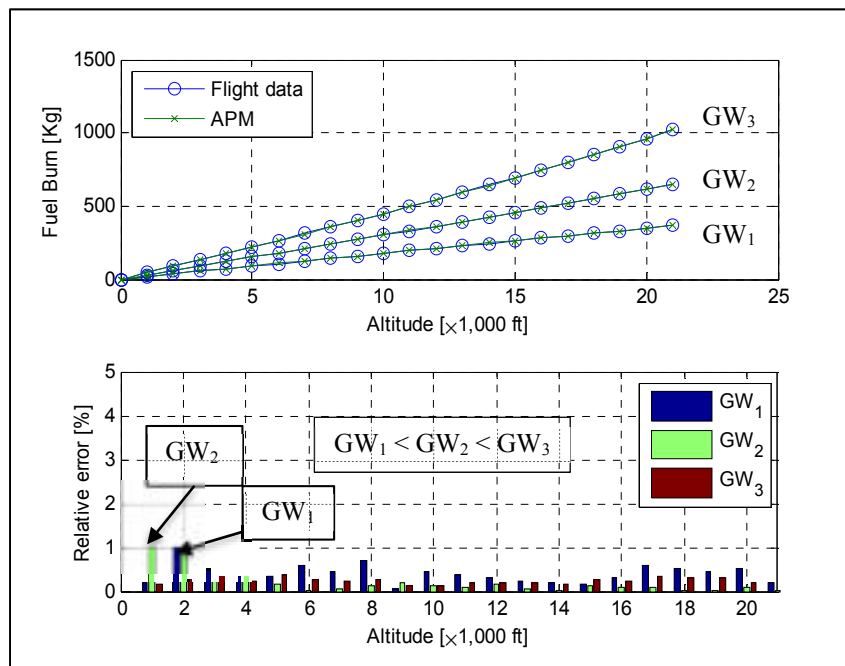 1500
1000
500
0
Fuel Burn [Kg]
Flight data
APM
GW₃
GW₂
GW₁
0 5 10 15 20 25
Altitude [×1,000 ft]
5
4
3
2
1
0
Relative error [%]
GW₂
GW₁
GW₁ < GW₂ < GW₃
GW₁
GW₂
GW₃
0 2 4 6 8 10 12 14 16 18 20
Altitude [×1,000 ft]